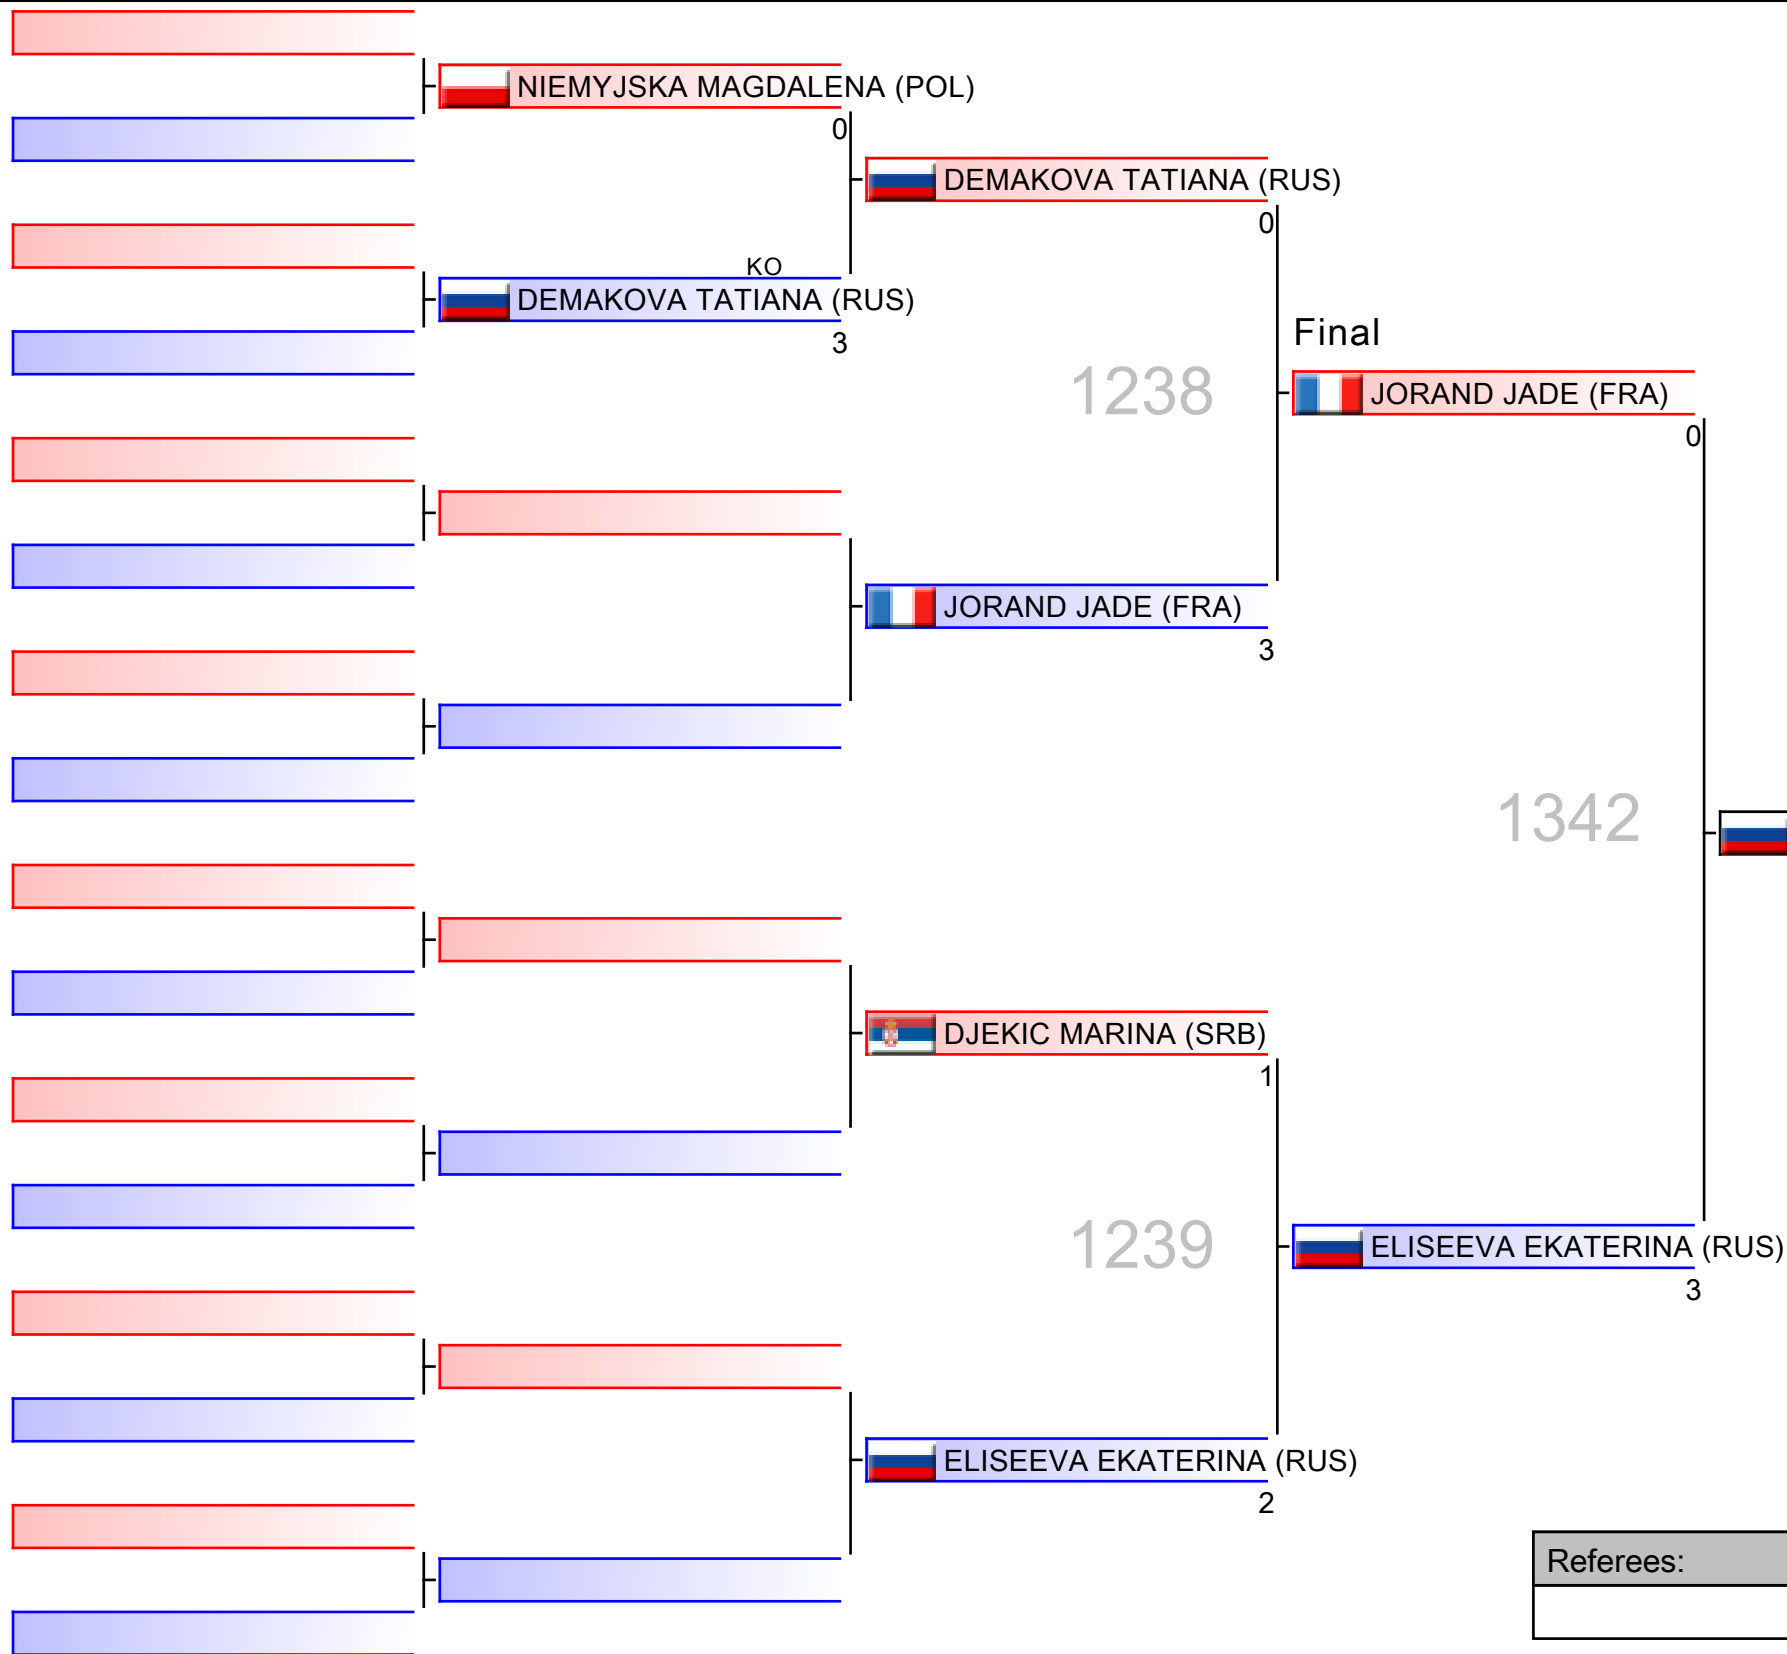 NIEMYJSKA MAGDALENA (POL)
0
DEMAKOVA TATIANA (RUS)
0
KO
DEMAKOVA TATIANA (RUS)
3
Final
1238
JORAND JADE (FRA)
0
JORAND JADE (FRA)
3
1342
DJEKIC MARINA (SRB)
1
1239
ELISEEVA EKATERINA (RUS)
3
ELISEEVA EKATERINA (RUS)
2
Referees: